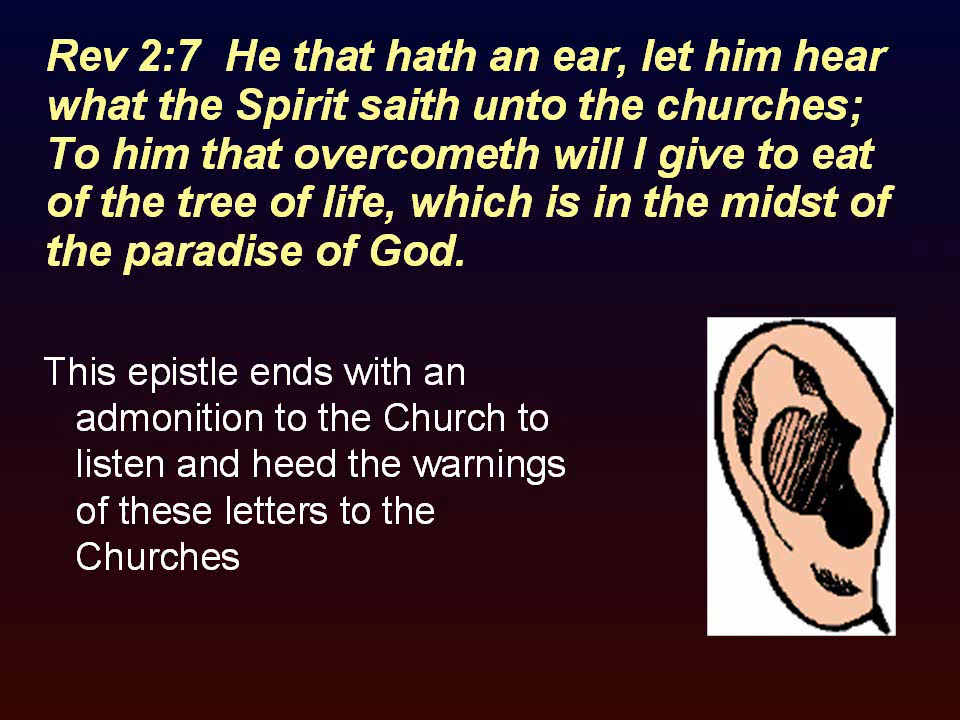 Rev 2:7 He that hath an ear, let him hear
what the Spirit saith unto the churches;
To him that overcometh will I give to eat
of the tree of life, which is in the midst of
the paradise of God.
This epistle ends with an
admonition to the Church to
listen and heed the warnings
of these letters to the
Churches